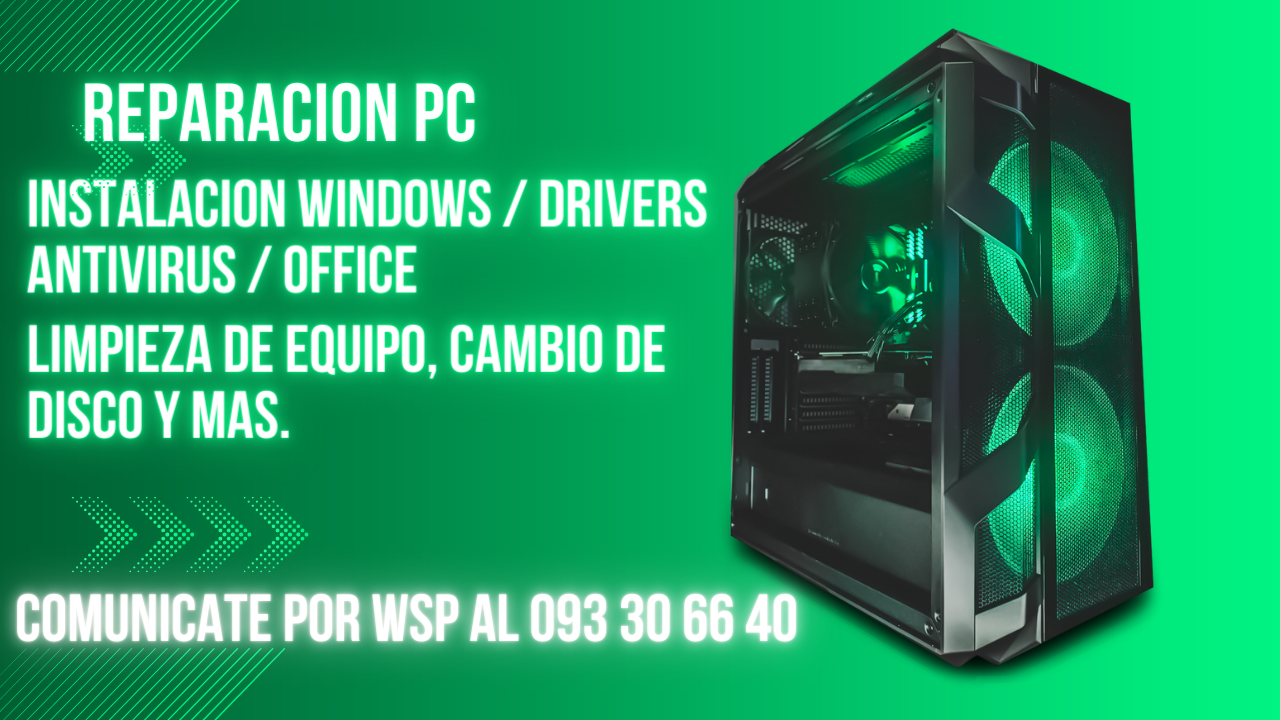 REPARACION PC
INSTALACION WINDOWS / DRIVERS
ANTIVIRUS / OFFICE
LIMPIEZA DE EQUIPO, CAMBIO DE
DISCO Y MAS.
COMUNICATE POR WSP AL 093 30 66 40